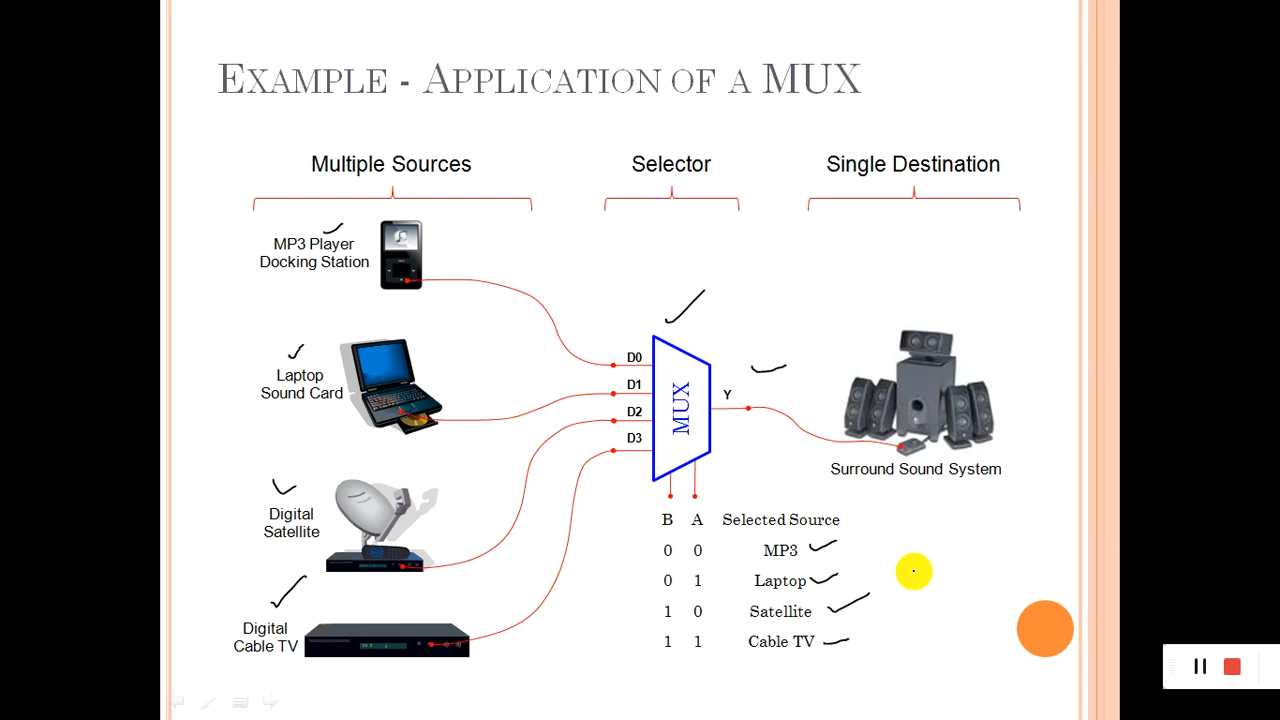 EXAMPLE - APPLICATION OF A MUX
Multiple Sources
Selector
Single Destination
MP3 Player
Docking Station
Laptop
Sound Card
Digital
Satellite
Digital
Cable TV
D0
D1
D2
D3
MUX
Y
Surround Sound System
B A Selected Source
0 0 MP3
0 1 Laptop
1 0 Satellite
1 1 Cable TV